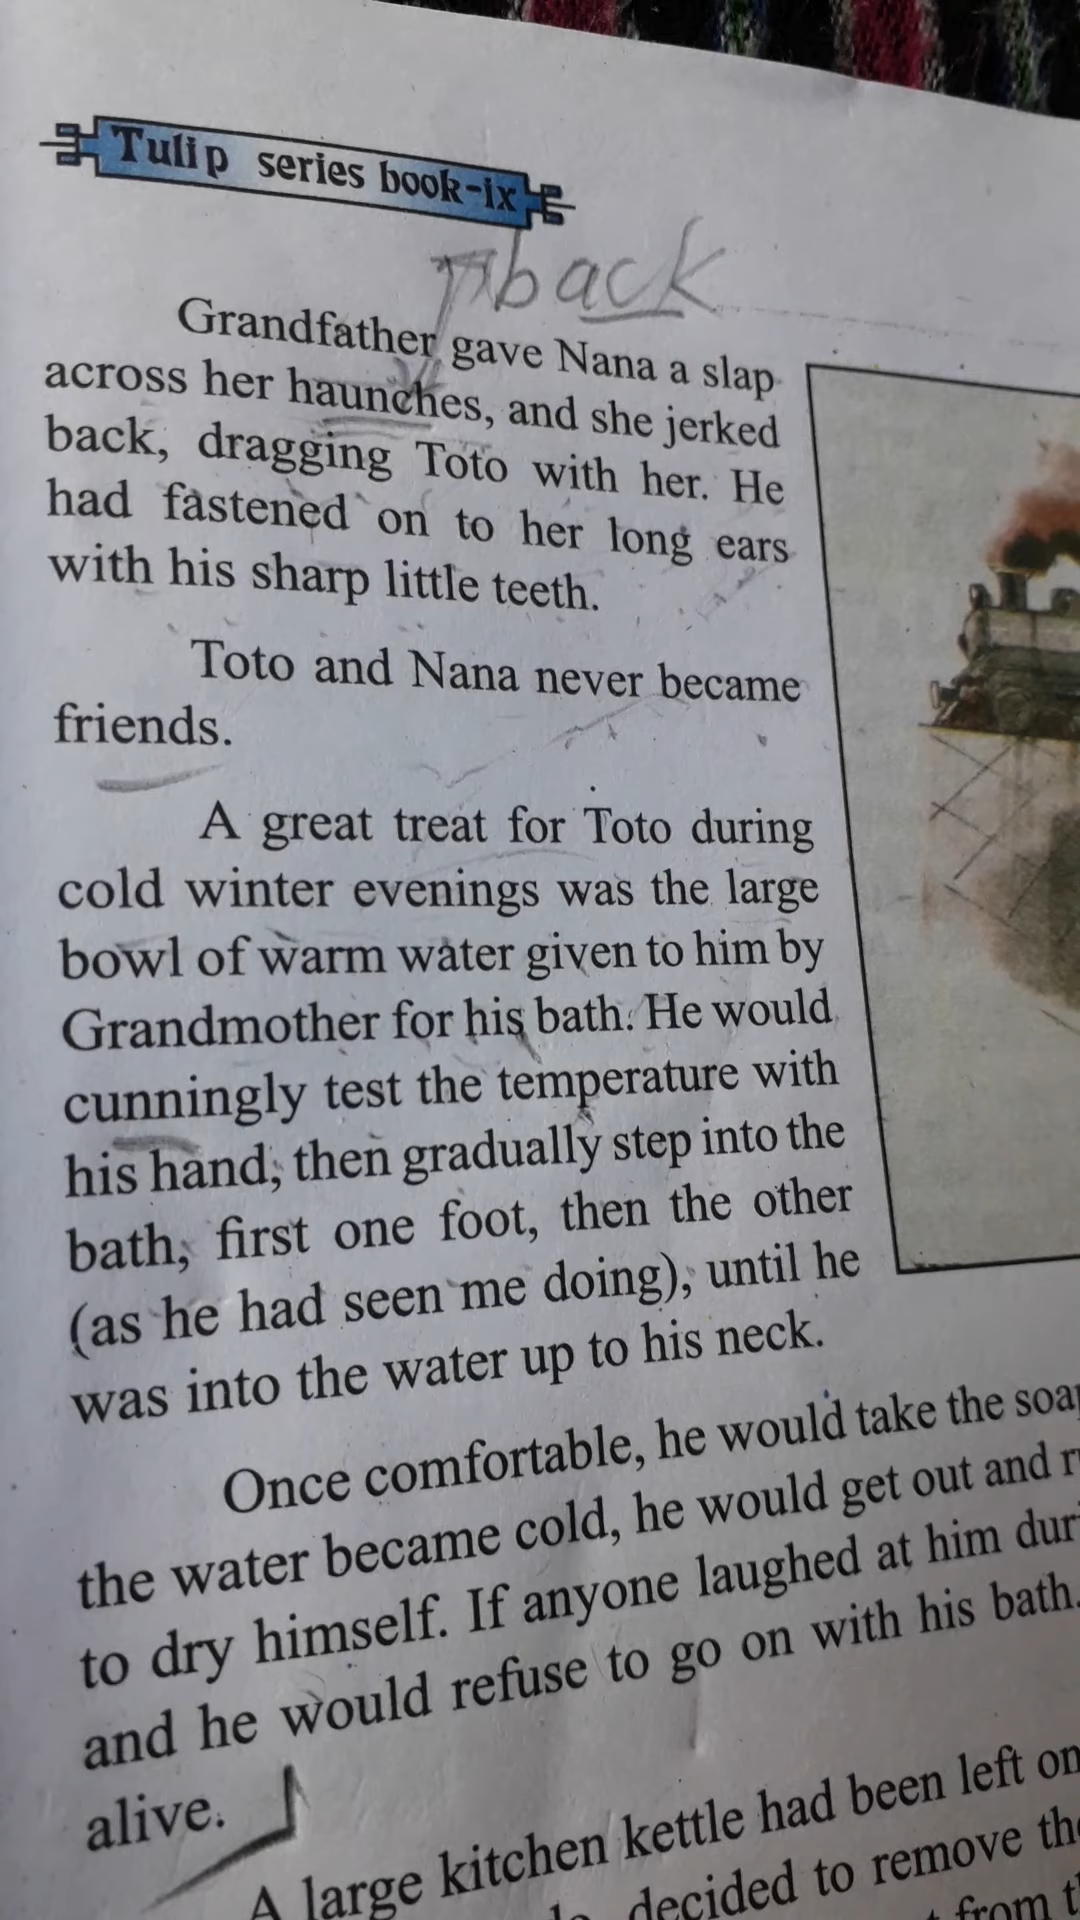 Tulip series book-ix
back
Grandfather gave Nana a slap
across her haunches, and she jerked
back, dragging Toto with her. He
had fastened on to her long ears
with his sharp little teeth.
Toto and Nana never became
friends.
A great treat for Toto during
cold winter evenings was the large
bowl of warm water given to him by
Grandmother for his bath. He would
cunningly test the temperature with
his hand, then gradually step into the
bath, first one foot, then the other
(as he had seen me doing), until he
was into the water up to his neck.
Once comfortable, he would take the
the water became cold, he would get out and
to dry himself. If anyone laughed at him
and he would refuse to go on with his bath.
alive.
A large kitchen kettle had been left on
decided to remove
from